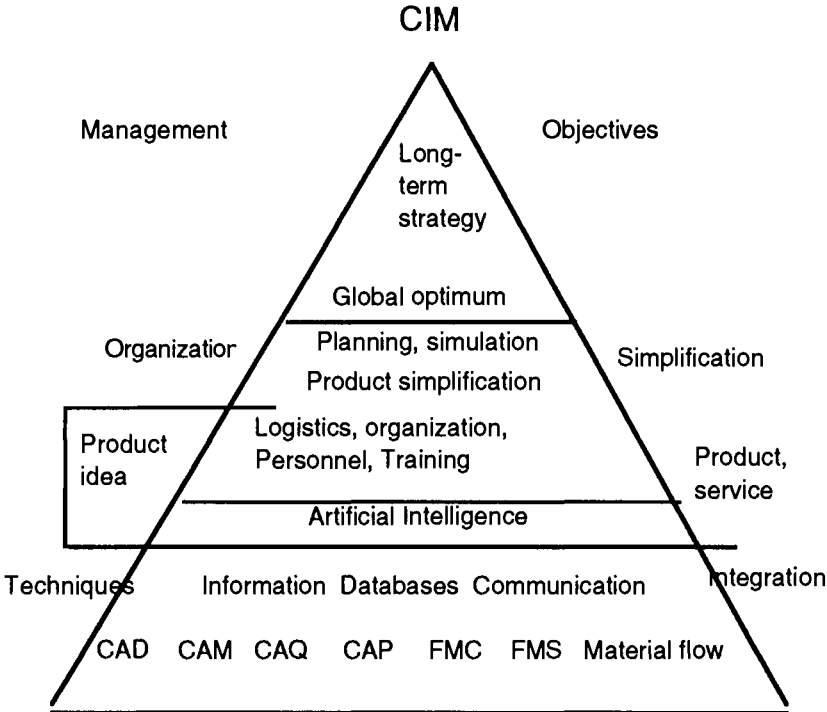 CIM
Management
Objectives
Long-
term
strategy
Global optimum
Organization
Planning, simulation
Simplification
Product simplification
Logistics, organization,
Personnel, Training
Product
idea
Product,
service
Artificial Intelligence
Techniques
Information Databases Communication
Integration
CAD CAM CAQ CAP FMC FMS Material flow